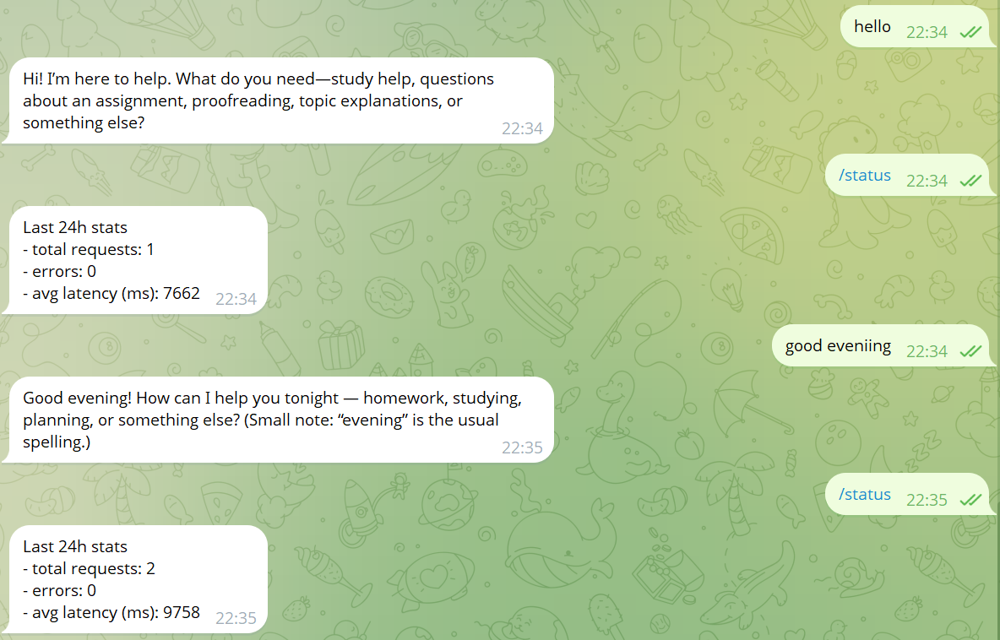 hello 22:34
Hi! I'm here to help. What do you need—study help, questions
about an assignment, proofreading, topic explanations, or
something else?
22:34
/status 22:34
Last 24h stats
- total requests: 1
- errors: 0
- avg latency (ms): 7662 22:34
good eveniing 22:34
Good evening! How can I help you tonight — homework, studying,
planning, or something else? (Small note: “evening” is the usual
spelling.)
22:35
/status 22:35
Last 24h stats
- total requests: 2
- errors: 0
- avg latency (ms): 9758 22:35